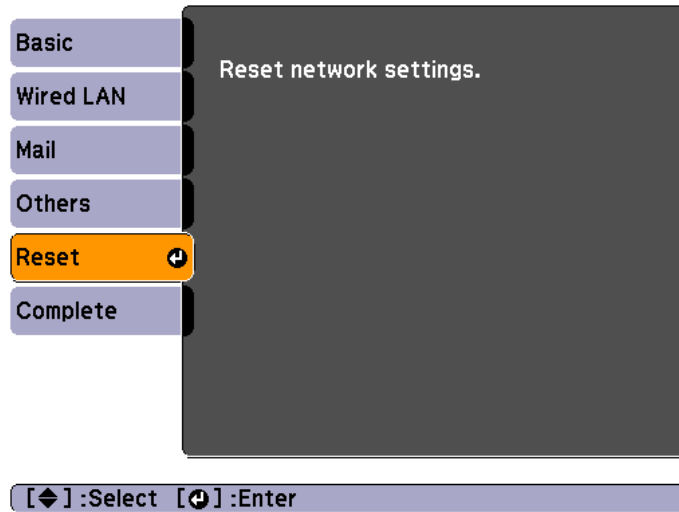 Basic
Reset network settings.
Wired LAN
Mail
Others
Reset
Complete
[◆] :Select [↵] :Enter